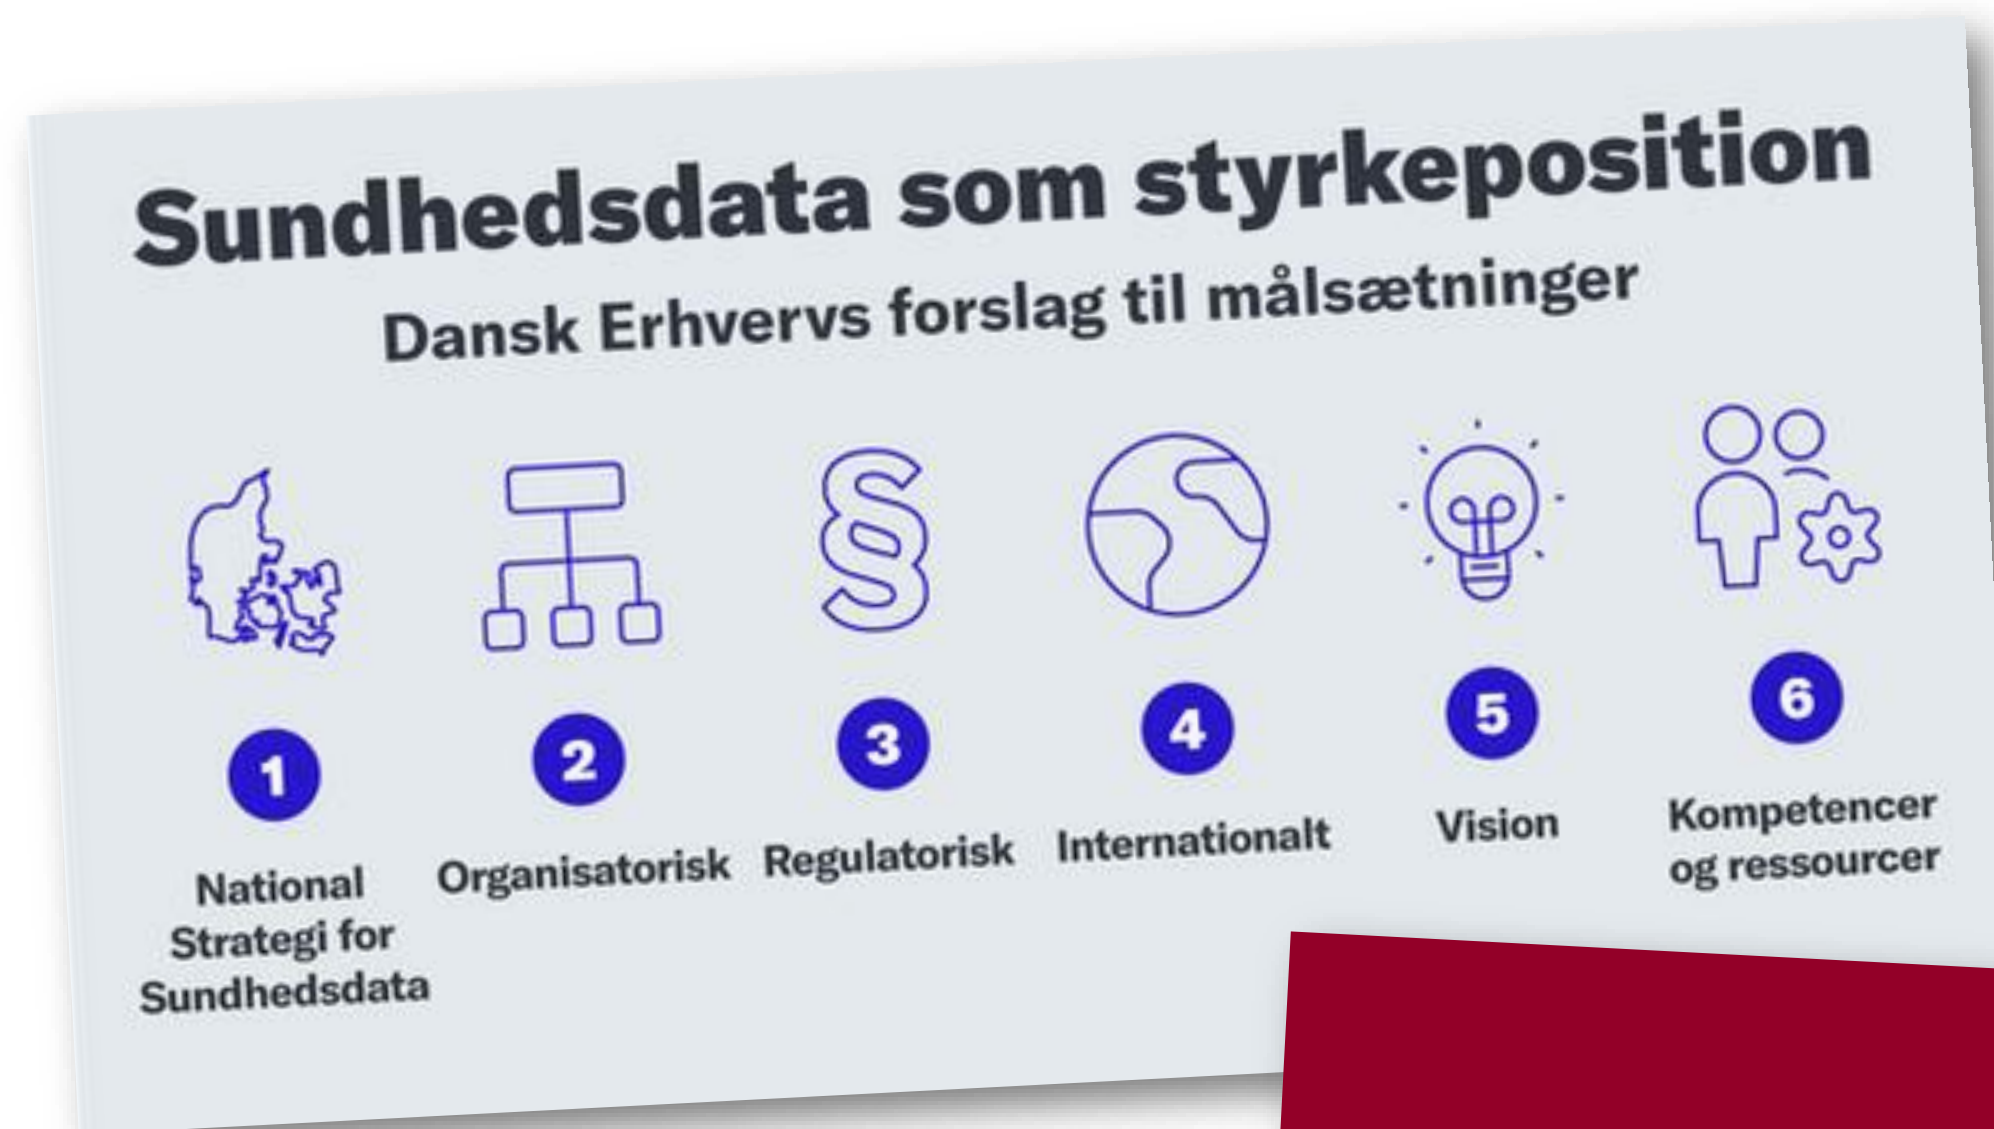 Sundhedsdata som styrkeposition
Dansk Erhvervs forslag til målsætninger
1
National
Strategi for
Sundhedsdata
2
Organisatorisk
3
Regulatorisk
4
Internationalt
5
Vision
6
Kompetencer
og ressourcer